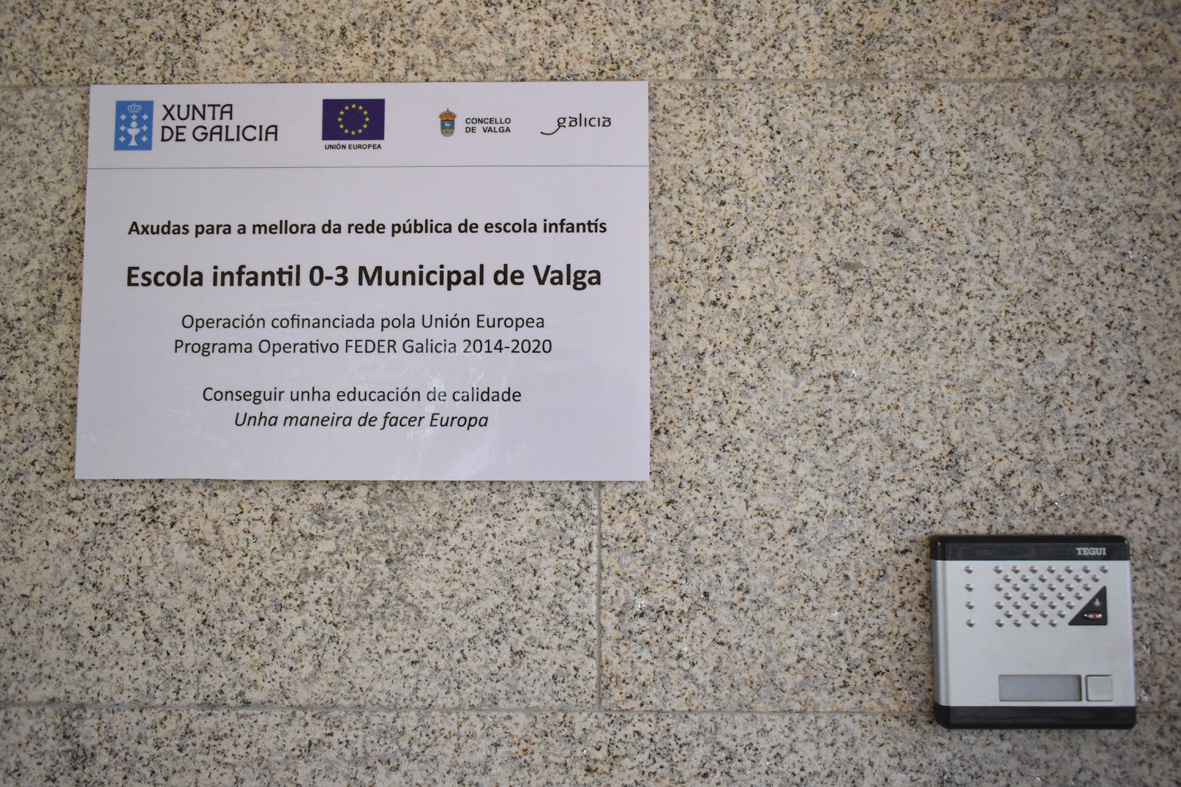 XUNTA
DE GALICIA
UNIÓN EUROPEA
CONCELLO
DE VALGA
galicia
Axudas para a mellora da rede pública de escola infantís
Escola infantil 0-3 Municipal de Valga
Operación cofinanciada pola Unión Europea
Programa Operativo FEDER Galicia 2014-2020
Conseguir unha educación de calidade
Unha maneira de facer Europa
TEGUI